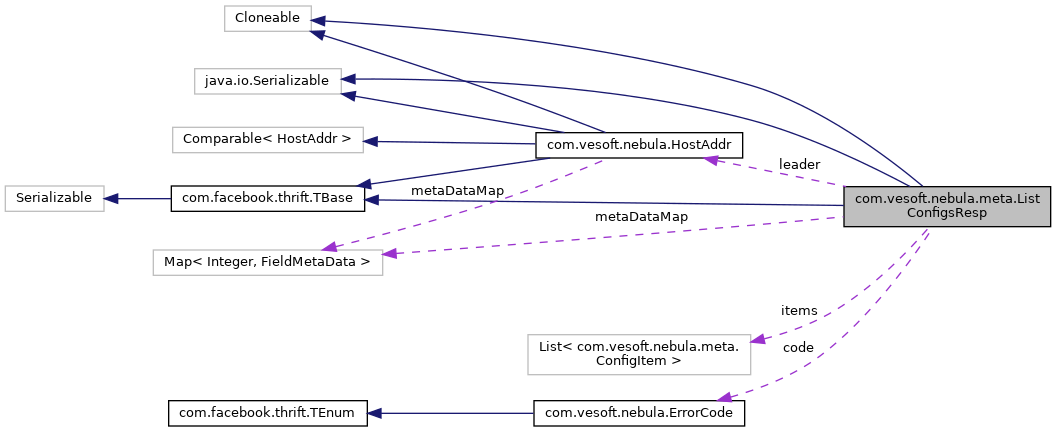 Cloneable
java.io.Serializable
Comparable< HostAddr >
com.vesoft.nebula.HostAddr
leader
Serializable
com.facebook.thrift.TBase
metaDataMap
com.vesoft.nebula.meta.List
ConfigsResp
metaDataMap
Map< Integer, FieldMetaData >
items
List< com.vesoft.nebula.meta.
ConfigItem >
code
com.facebook.thrift.TEnum
com.vesoft.nebula.ErrorCode